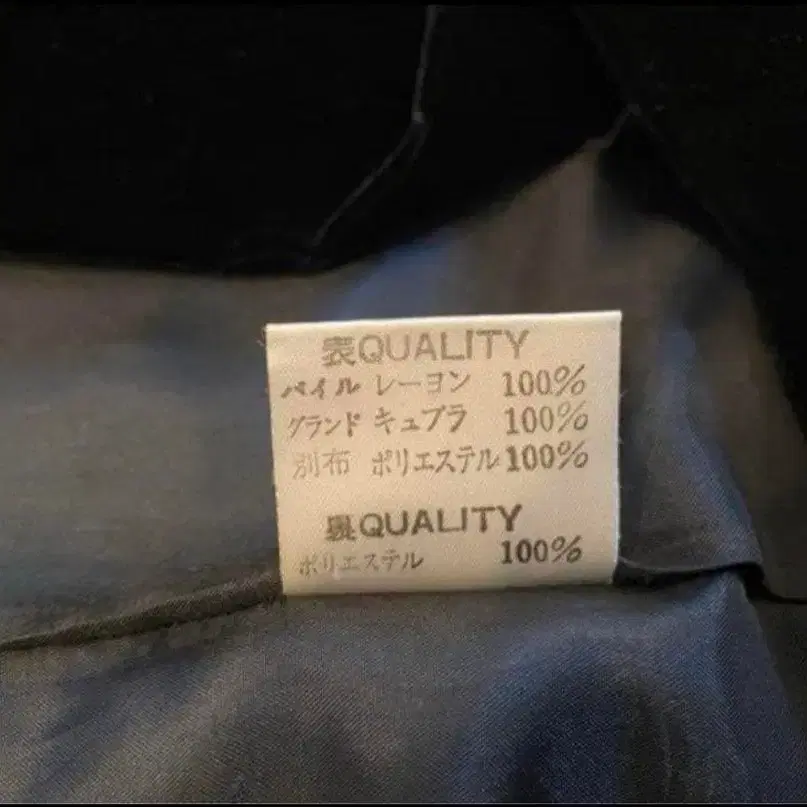 表QUALITY
パイル レーヨン 100%
グランド キュプラ 100%
別布 ポリエステル 100%
裏QUALITY
ポリエステル 100%